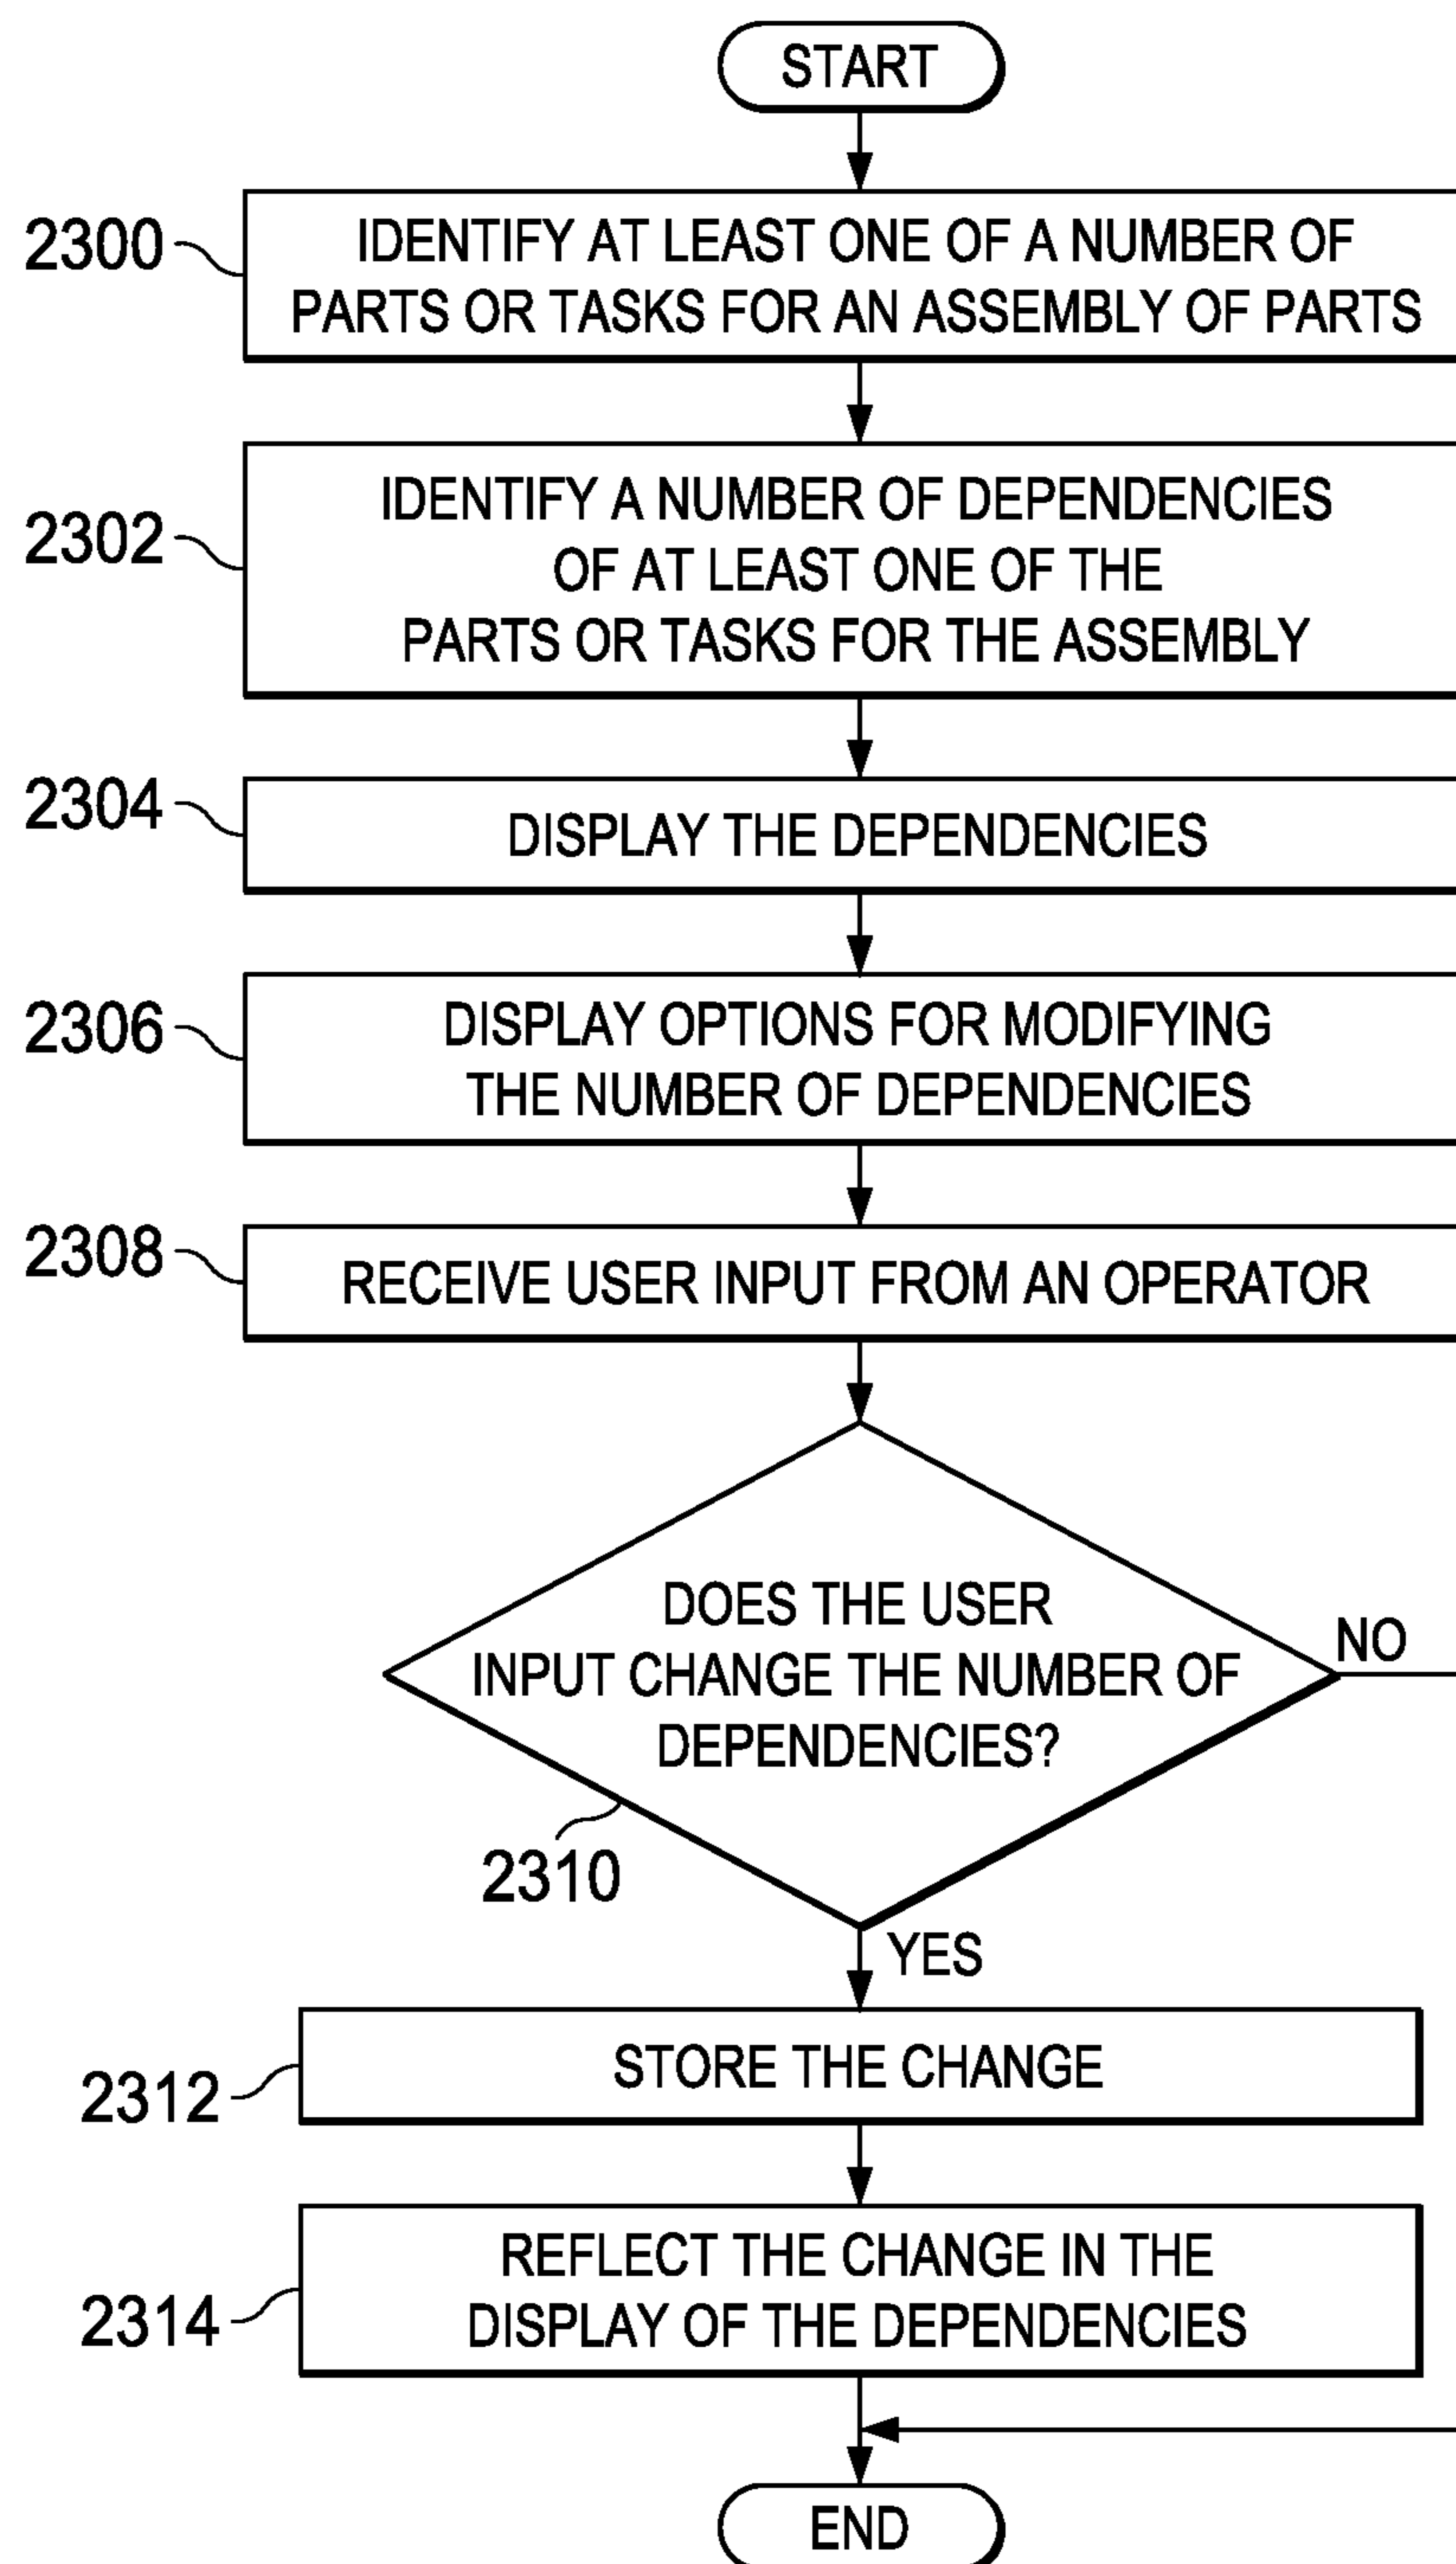 START
2300
IDENTIFY AT LEAST ONE OF A NUMBER OF
PARTS OR TASKS FOR AN ASSEMBLY OF PARTS
2302
IDENTIFY A NUMBER OF DEPENDENCIES
OF AT LEAST ONE OF THE
PARTS OR TASKS FOR THE ASSEMBLY
2304
DISPLAY THE DEPENDENCIES
2306
DISPLAY OPTIONS FOR MODIFYING
THE NUMBER OF DEPENDENCIES
2308
RECEIVE USER INPUT FROM AN OPERATOR
DOES THE USER
INPUT CHANGE THE NUMBER OF
DEPENDENCIES?
NO
2310
YES
2312
STORE THE CHANGE
2314
REFLECT THE CHANGE IN THE
DISPLAY OF THE DEPENDENCIES
END